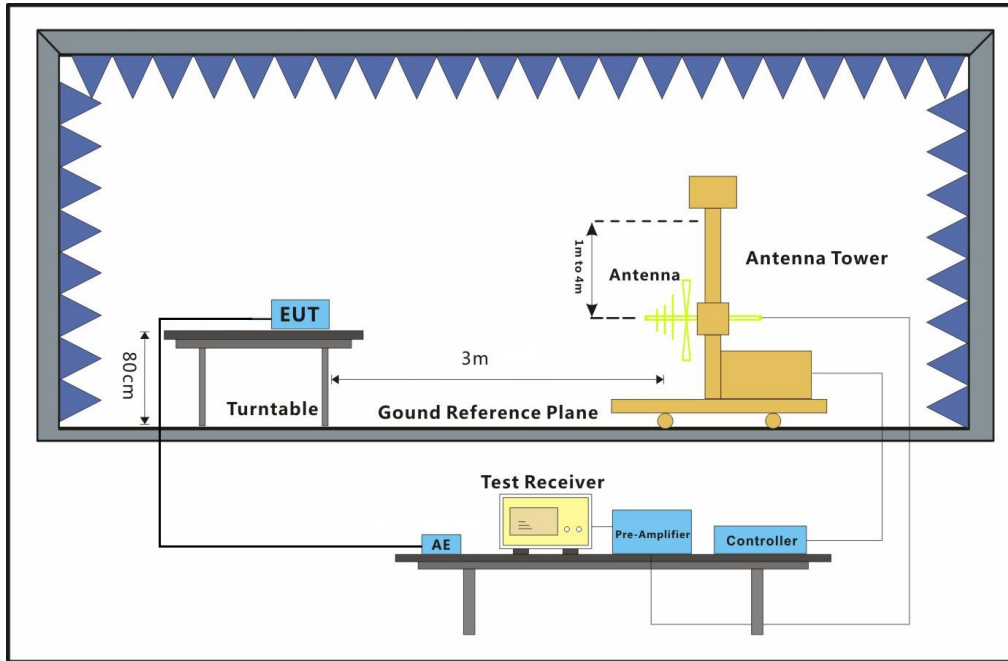 1m to 4m
Antenna
Antenna Tower
EUT
80cm
3m
Turntable
Gound Reference Plane
Test Receiver
AE
Pre-Amplifier
Controller